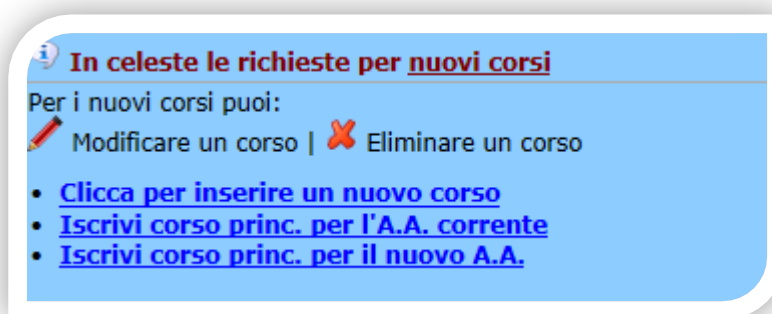 In celeste le richieste per nuovi corsi
Per i nuovi corsi puoi:
Modificare un corso | Eliminare un corso
• Clicca per inserire un nuovo corso
• Iscrivi corso princ. per l'A.A. corrente
• Iscrivi corso princ. per il nuovo A.A.